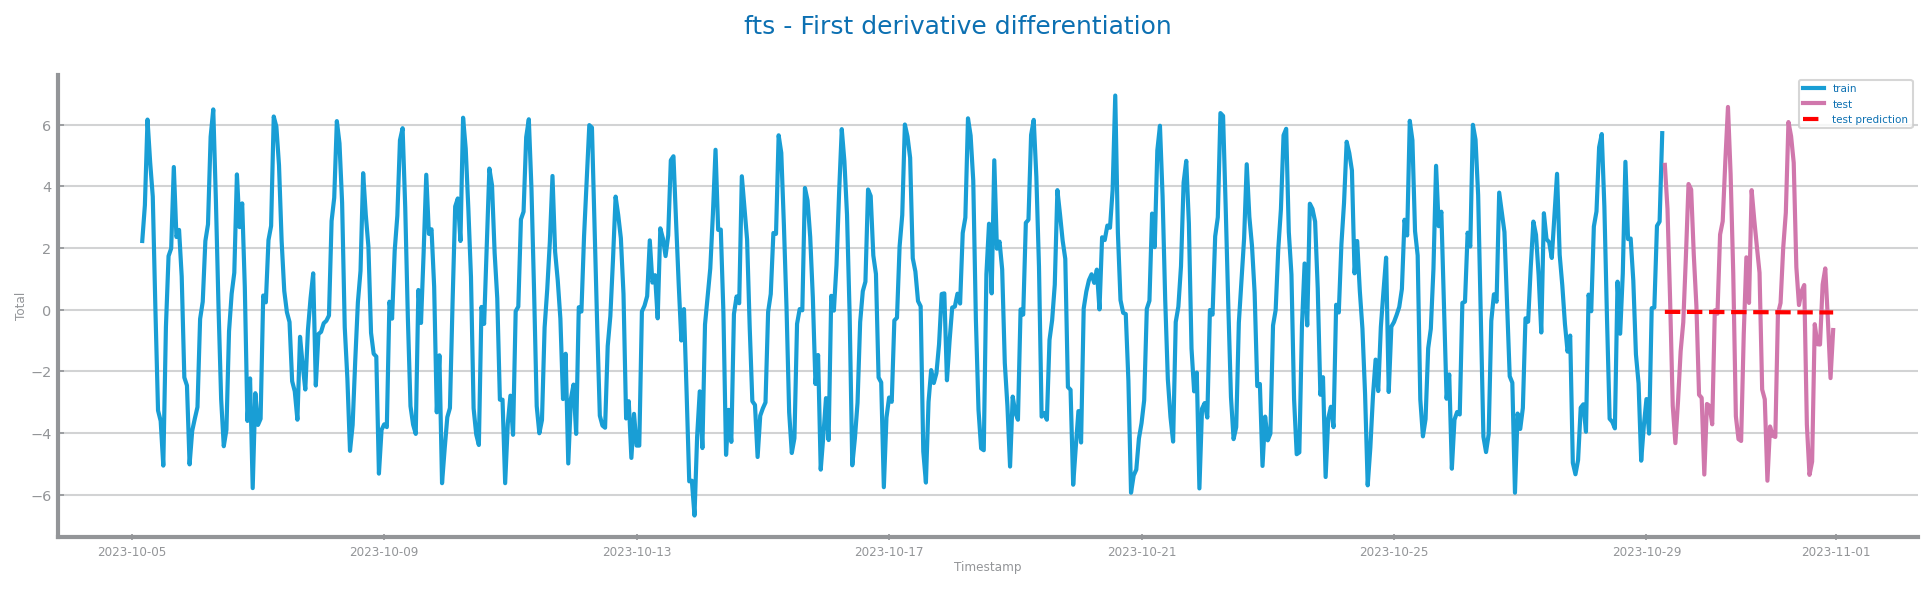 fts - First derivative differentiation
train
test
test prediction
6
4
2
0
−2
−4
−6
Total
2023-10-05
2023-10-09
2023-10-13
2023-10-17
2023-10-21
2023-10-25
2023-10-29
2023-11-01
Timestamp